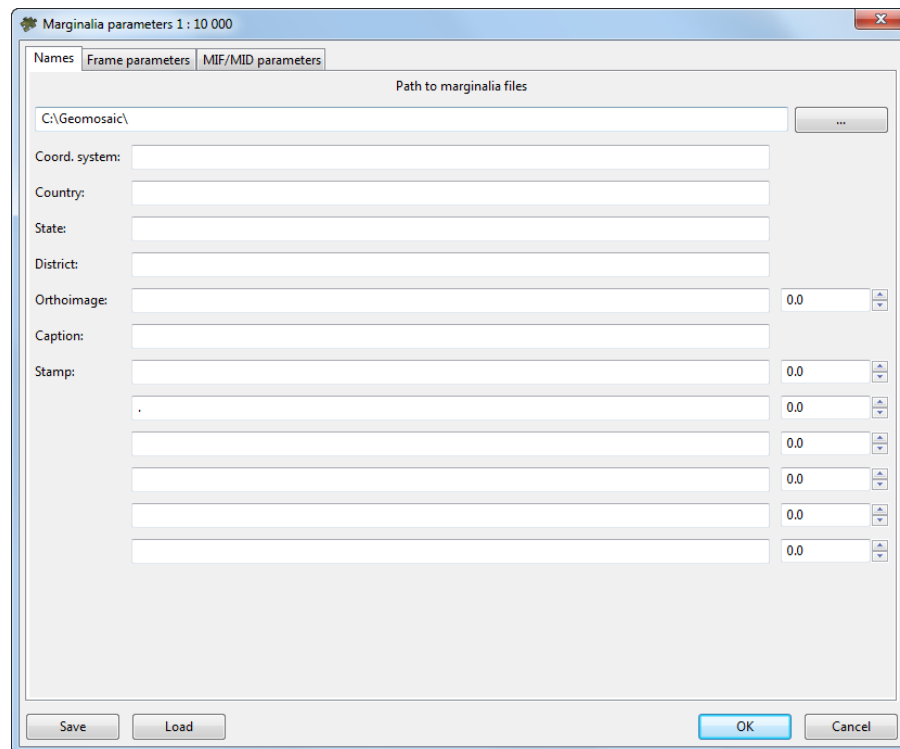 Marginalia parameters 1 : 10 000
Names Frame parameters MIF/MID parameters
Path to marginalia files
C:\Geomosaic\ ...
Coord. system:
Country:
State:
District:
Orthoimage: 0.0
Caption:
Stamp: 0.0
. 0.0
0.0
0.0
0.0
0.0
Save Load OK Cancel